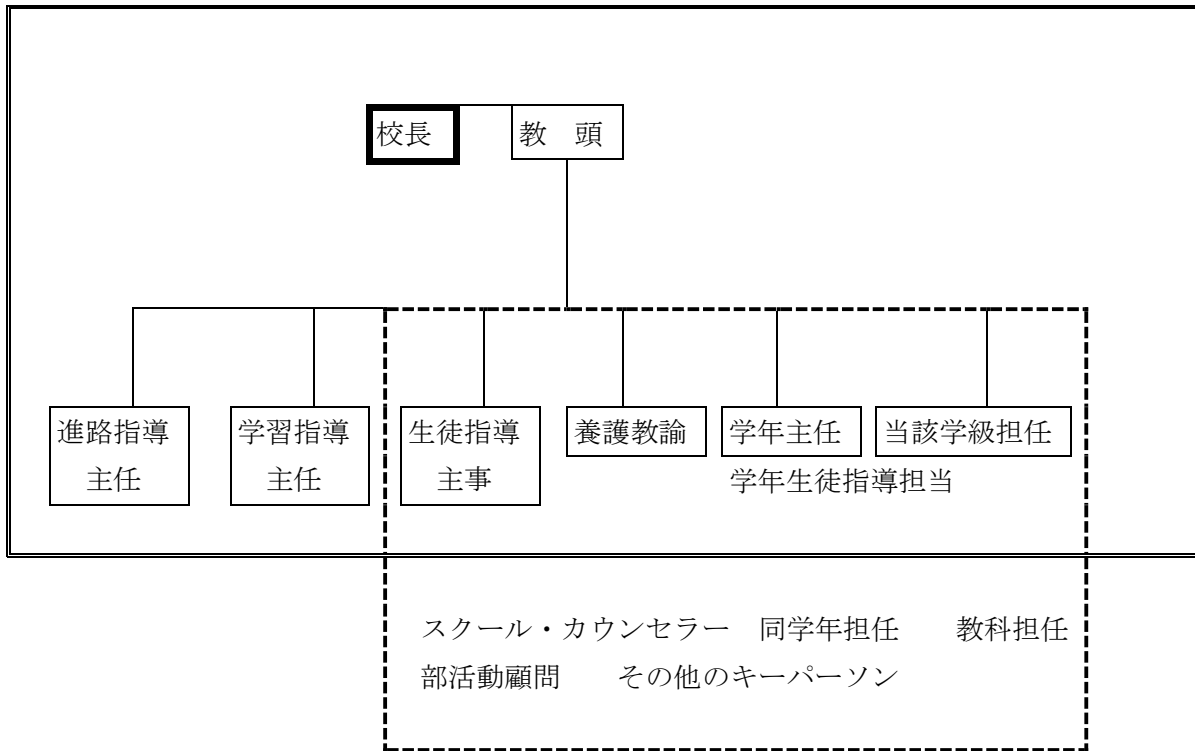 校長 教　頭
進路指導 学習指導 生徒指導 養護教諭 学年主任 当該学級担任
主任 主任 主事 学年生徒指導担当
スクール・カウンセラー　同学年担任　　教科担任
部活動顧問　　その他のキーパーソン